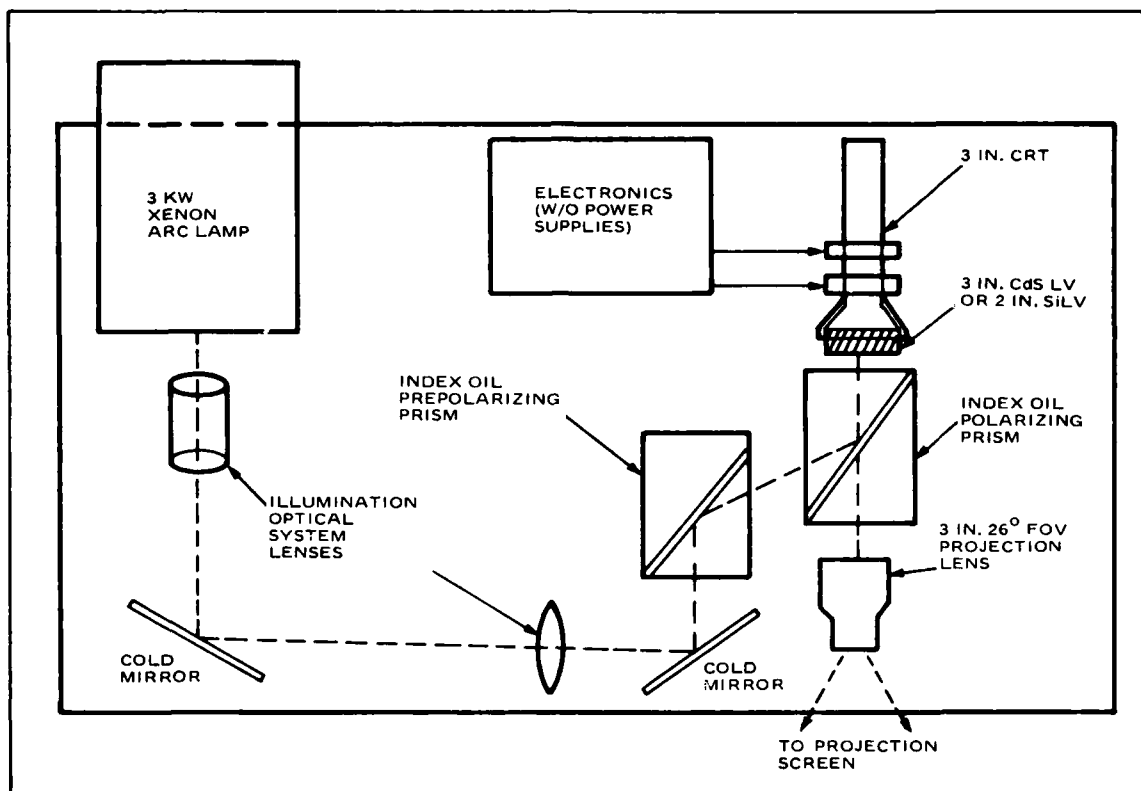 3 KW
XENON
ARC LAMP
ELECTRONICS
(W/O POWER
SUPPLIES)
3 IN. CRT
3 IN. CdS LV
OR 2 IN. SiLV
INDEX OIL
PREPOLARIZING
PRISM
INDEX OIL
POLARIZING
PRISM
ILLUMINATION
OPTICAL
SYSTEM
LENSES
3 IN. 26° FOV
PROJECTION
LENS
COLD
MIRROR
COLD
MIRROR
TO PROJECTION
SCREEN